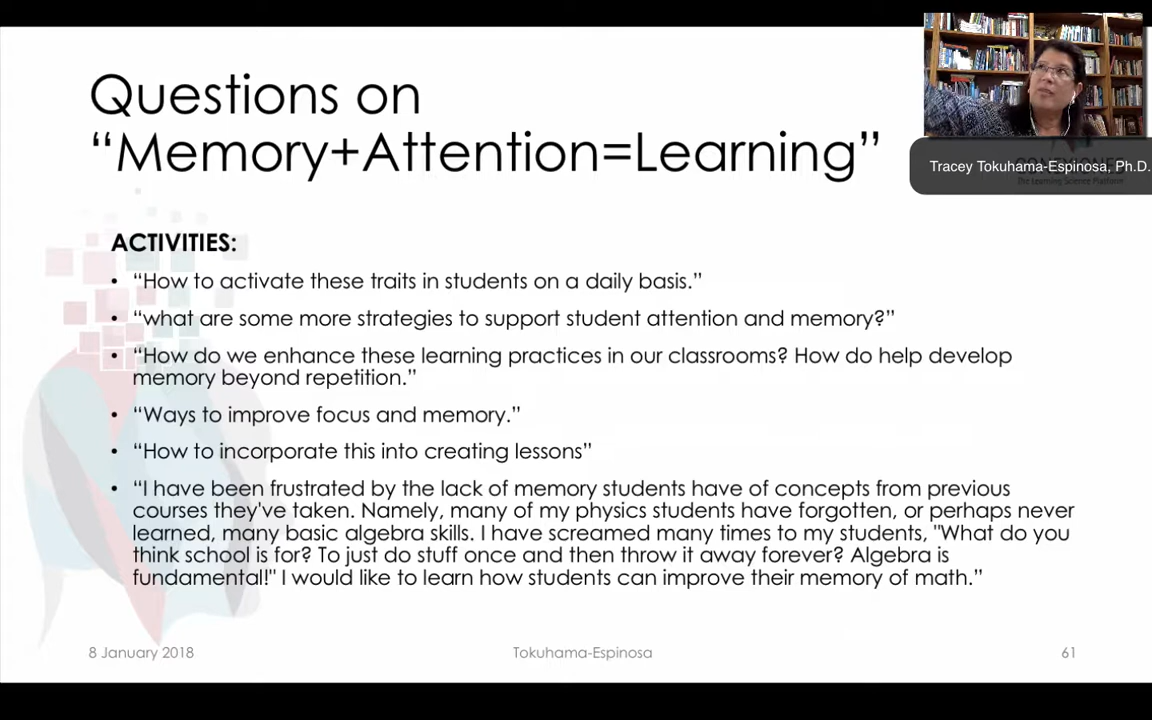 Questions on
“Memory+Attention=Learning”
Tracey Tokuhama-Espinosa, Ph.D.
The Learning Science Platform
ACTIVITIES:
• “How to activate these traits in students on a daily basis.”
• “what are some more strategies to support student attention and memory?”
• “How do we enhance these learning practices in our classrooms? How do help develop
memory beyond repetition.”
• “Ways to improve focus and memory.”
• “How to incorporate this into creating lessons”
• “I have been frustrated by the lack of memory students have of concepts from previous
courses they've taken. Namely, many of my physics students have forgotten, or perhaps never
learned, many basic algebra skills. I have screamed many times to my students, "What do you
think school is for? To just do stuff once and then throw it away forever? Algebra is
fundamental!" I would like to learn how students can improve their memory of math.”
8 January 2018
Tokuhama-Espinosa
61